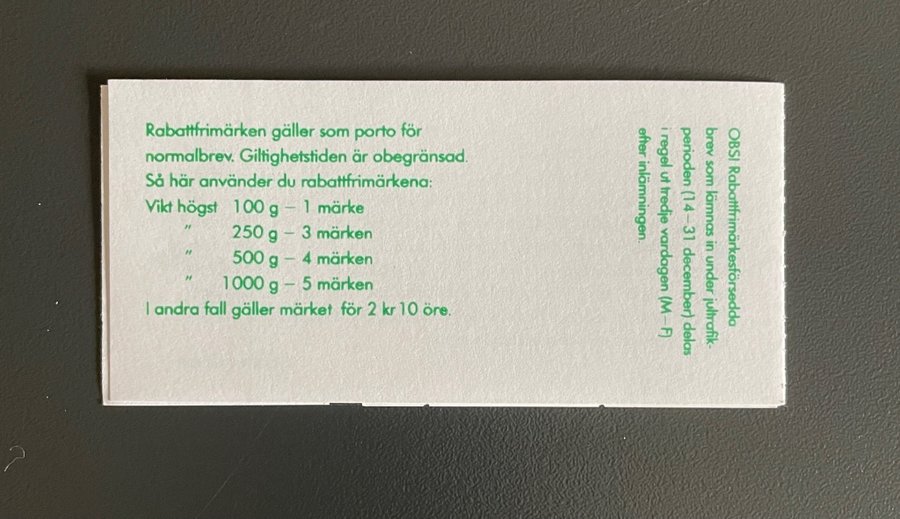 Rabattfrimärken gäller som porto för
normalbrev. Giltighetstiden är obegränsad.
Så här använder du rabattfrimärkena:
Vikt högst 100 g – 1 märke
" 250 g – 3 märken
" 500 g – 4 märken
" 1000 g – 5 märken
I andra fall gäller märket för 2 kr 10 öre.
OBS! Rabattfrimärkesförsedda
brev som lämnas in under jultrafik-
perioden (14–31 december) delas
i regel ut tredje vardagen (M–F)
efter inlämningen.